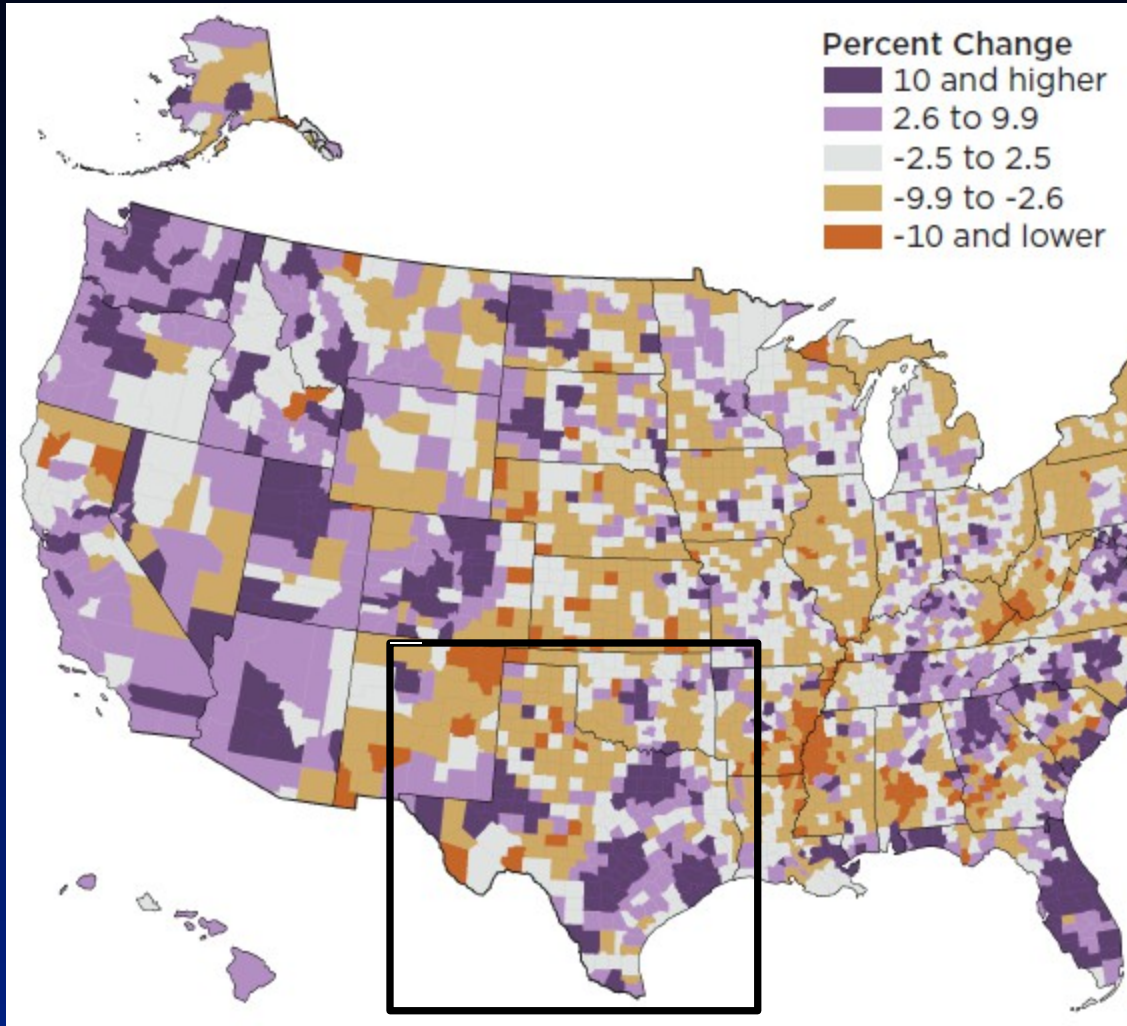 Percent Change
10 and higher
2.6 to 9.9
-2.5 to 2.5
-9.9 to -2.6
-10 and lower